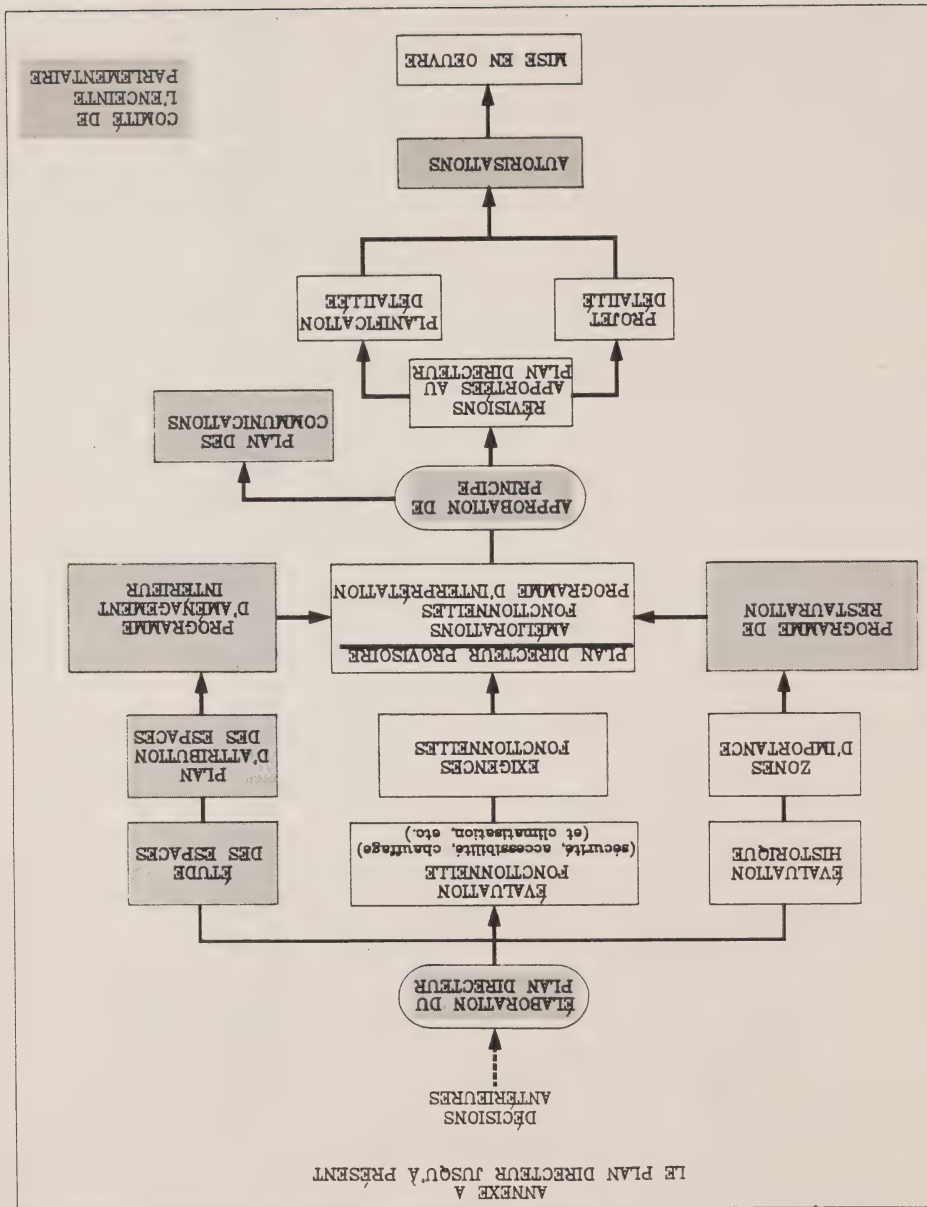 ANNEXE A
LE PLAN DIRECTEUR JUSQU'À PRÉSENT
DÉCISIONS
ANTÉRIEURES
ÉLABORATION DU
PLAN DIRECTEUR
ÉVALUATION
HISTORIQUE
ÉVALUATION
FONCTIONNELLE
(sécurité, accessibilité, chauffage)
(et climatisation, etc.)
ÉTUDE
DES ESPACES
ZONES
D'IMPORTANCE
EXIGENCES
FONCTIONNELLES
PLAN
D'ATTRIBUTION
DES ESPACES
PROGRAMME DE
RESTAURATION
PLAN DIRECTEUR PROVISOIRE
AMÉLIORATIONS
FONCTIONNELLES
PROGRAMME D'INTERPRÉTATION
PROGRAMME
D'AMÉNAGEMENT
INTERIEUR
APPROBATION DE
PRINCIPE
PLAN DES
COMMUNICATIONS
RÉVISIONS
APPORTÉES AU
PLAN DIRECTEUR
PROJET
DÉTAILLÉ
PLANIFICATION
DÉTAILLÉE
AUTORISATIONS
MISE EN OEUVRE
COMITÉ DE
L'ENCEINTE
PARLEMENTAIRE